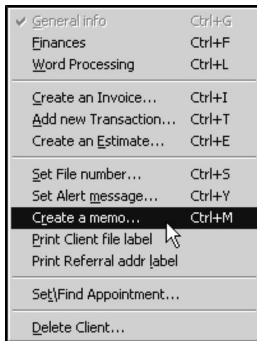 ✓ General info Ctrl+G
Finances Ctrl+F
Word Processing Ctrl+L
Create an Invoice... Ctrl+I
Add new Transaction... Ctrl+T
Create an Estimate... Ctrl+E
Set File number... Ctrl+S
Set Alert message... Ctrl+Y
Create a memo... Ctrl+M
Print Client file label
Print Referral addr label
Set\Find Appointment...
Delete Client...